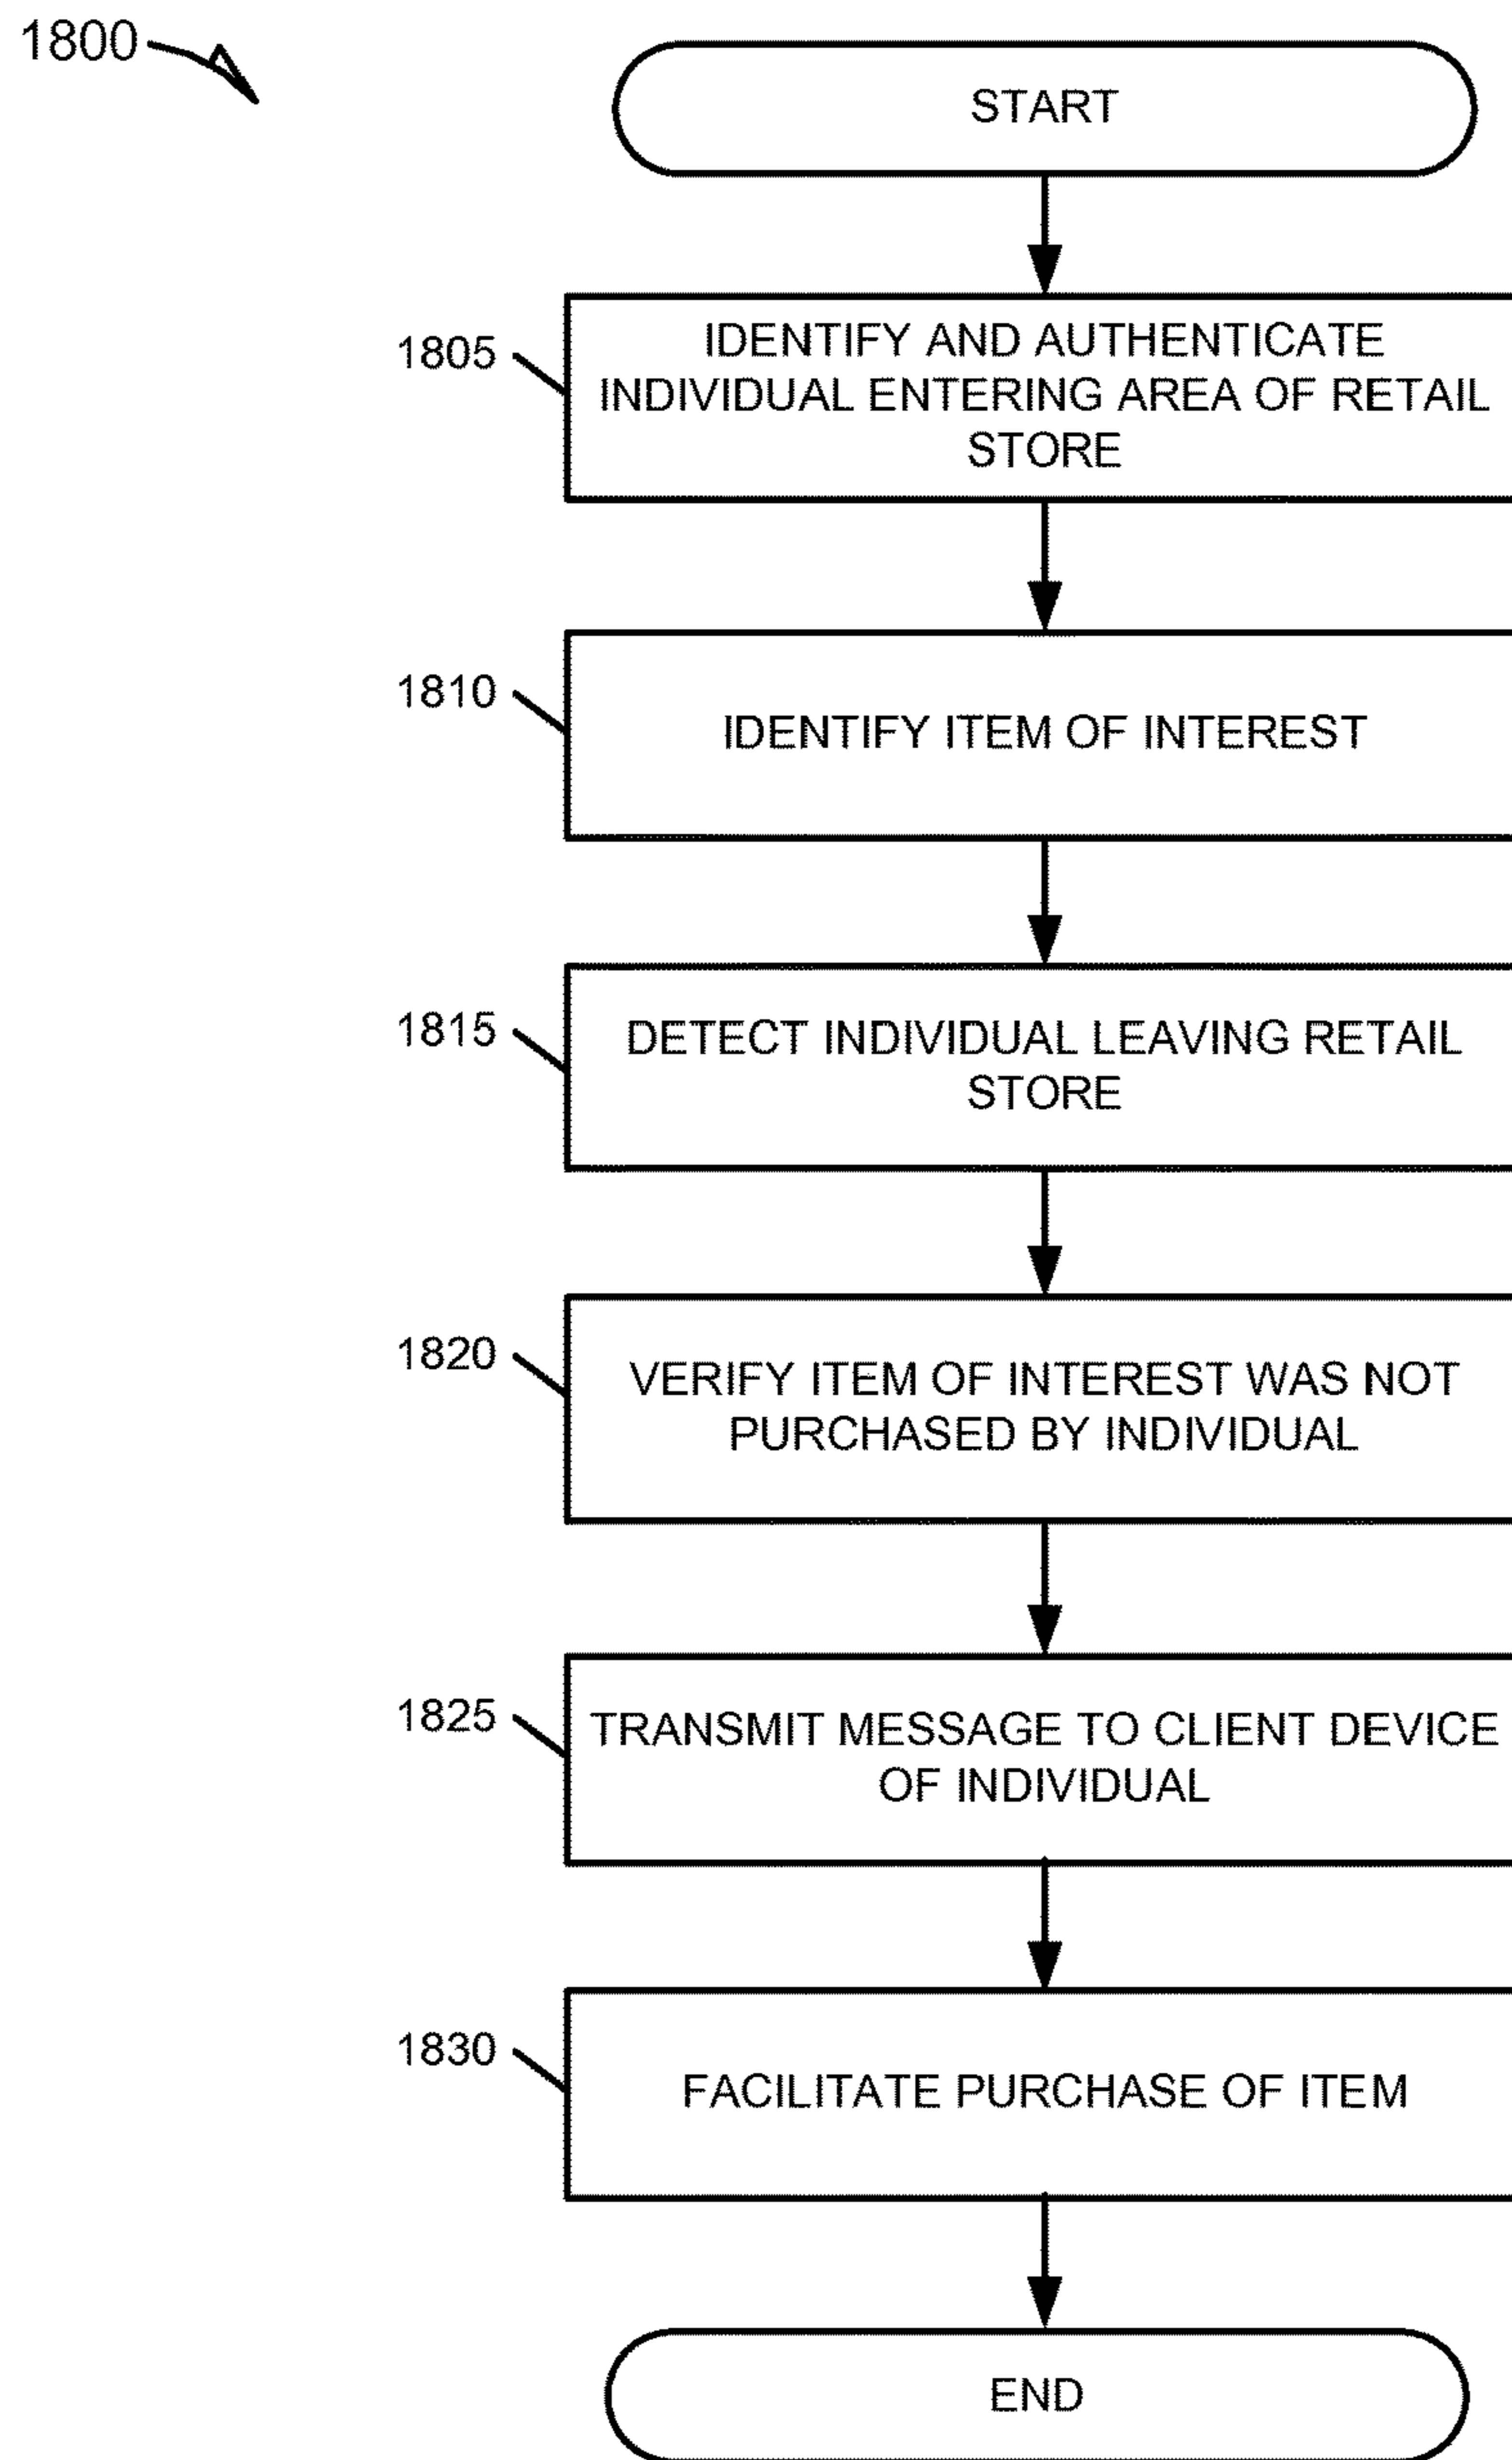 1800
START
1805
IDENTIFY AND AUTHENTICATE
INDIVIDUAL ENTERING AREA OF RETAIL
STORE
1810
IDENTIFY ITEM OF INTEREST
1815
DETECT INDIVIDUAL LEAVING RETAIL
STORE
1820
VERIFY ITEM OF INTEREST WAS NOT
PURCHASED BY INDIVIDUAL
1825
TRANSMIT MESSAGE TO CLIENT DEVICE
OF INDIVIDUAL
1830
FACILITATE PURCHASE OF ITEM
END